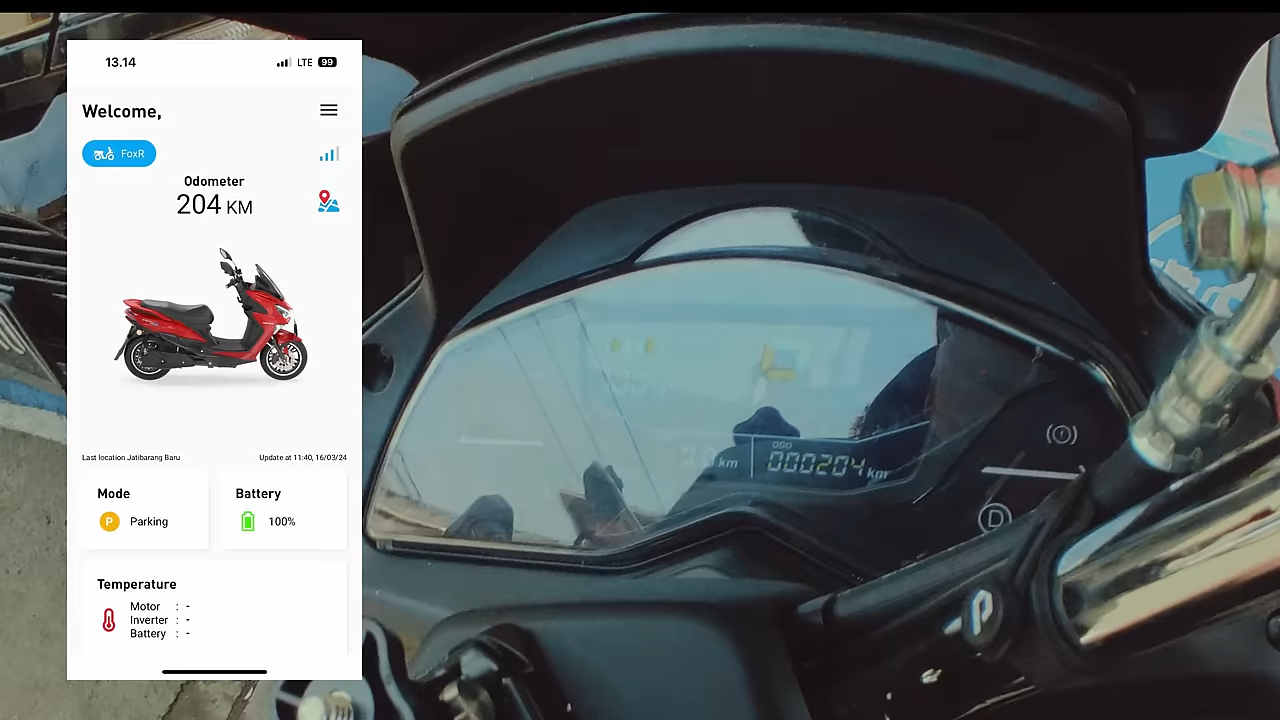 13.14
LTE 99
Welcome,
FoxR
Odometer
204 KM
Last location Jatibarang Baru
Update at 11:40, 16/03/24
Mode
P Parking
Battery
100%
Temperature
Motor : -
Inverter : -
Battery : -
km
ODO
000204 km
D
P